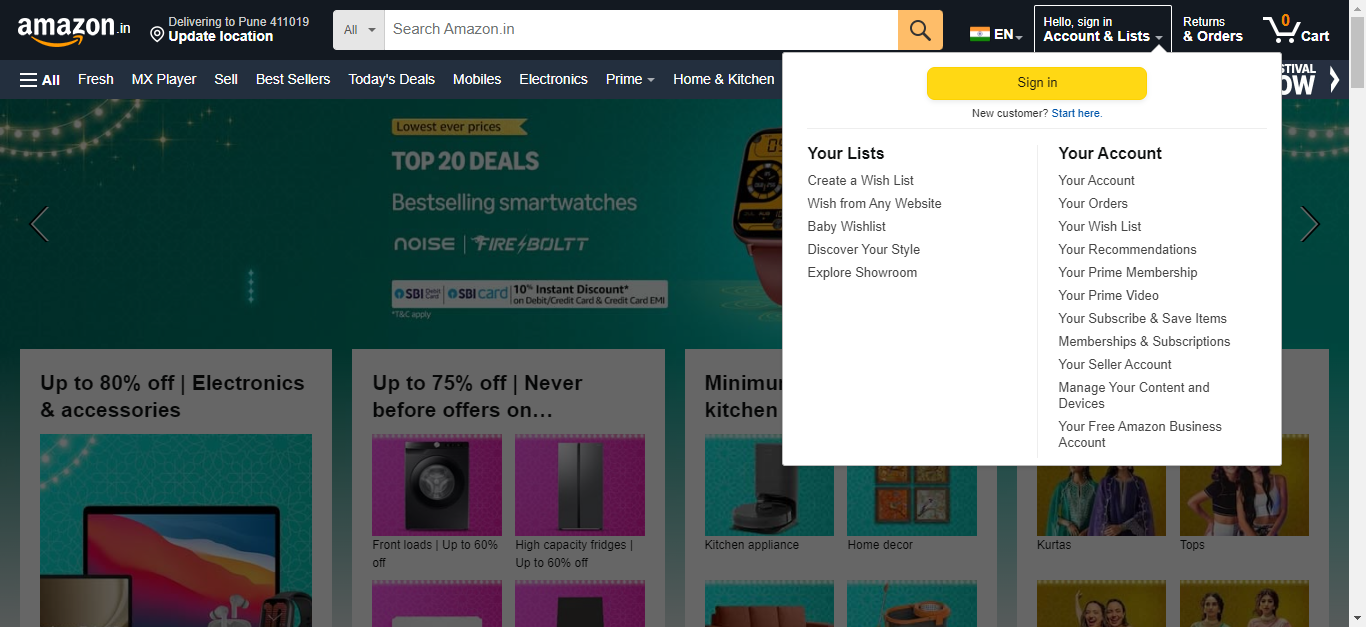 amazon.in
Delivering to Pune 411019
Update location
All
Search Amazon.in
EN
Hello, sign in
Account & Lists
Returns
& Orders
0
Cart
All
Fresh
MX Player
Sell
Best Sellers
Today's Deals
Mobiles
Electronics
Prime
Home & Kitchen
Sign in
New customer? Start here.
Your Lists
Create a Wish List
Wish from Any Website
Baby Wishlist
Discover Your Style
Explore Showroom
Your Account
Your Account
Your Orders
Your Wish List
Your Recommendations
Your Prime Membership
Your Prime Video
Your Subscribe & Save Items
Memberships & Subscriptions
Your Seller Account
Manage Your Content and
Devices
Your Free Amazon Business
Account
Lowest ever prices
TOP 20 DEALS
Bestselling smartwatches
NOISE | FIRE BOLTT
SBI Debit Card | SBI card | 10% Instant Discount*
on Debit/Credit Card & Credit Card EMI
*T&C apply
Up to 80% off | Electronics
& accessories
Up to 75% off | Never
before offers on…
Front loads | Up to 60%
off
High capacity fridges |
Up to 60% off
kitchen
Kitchen appliance
Home decor
Kurtas
Tops